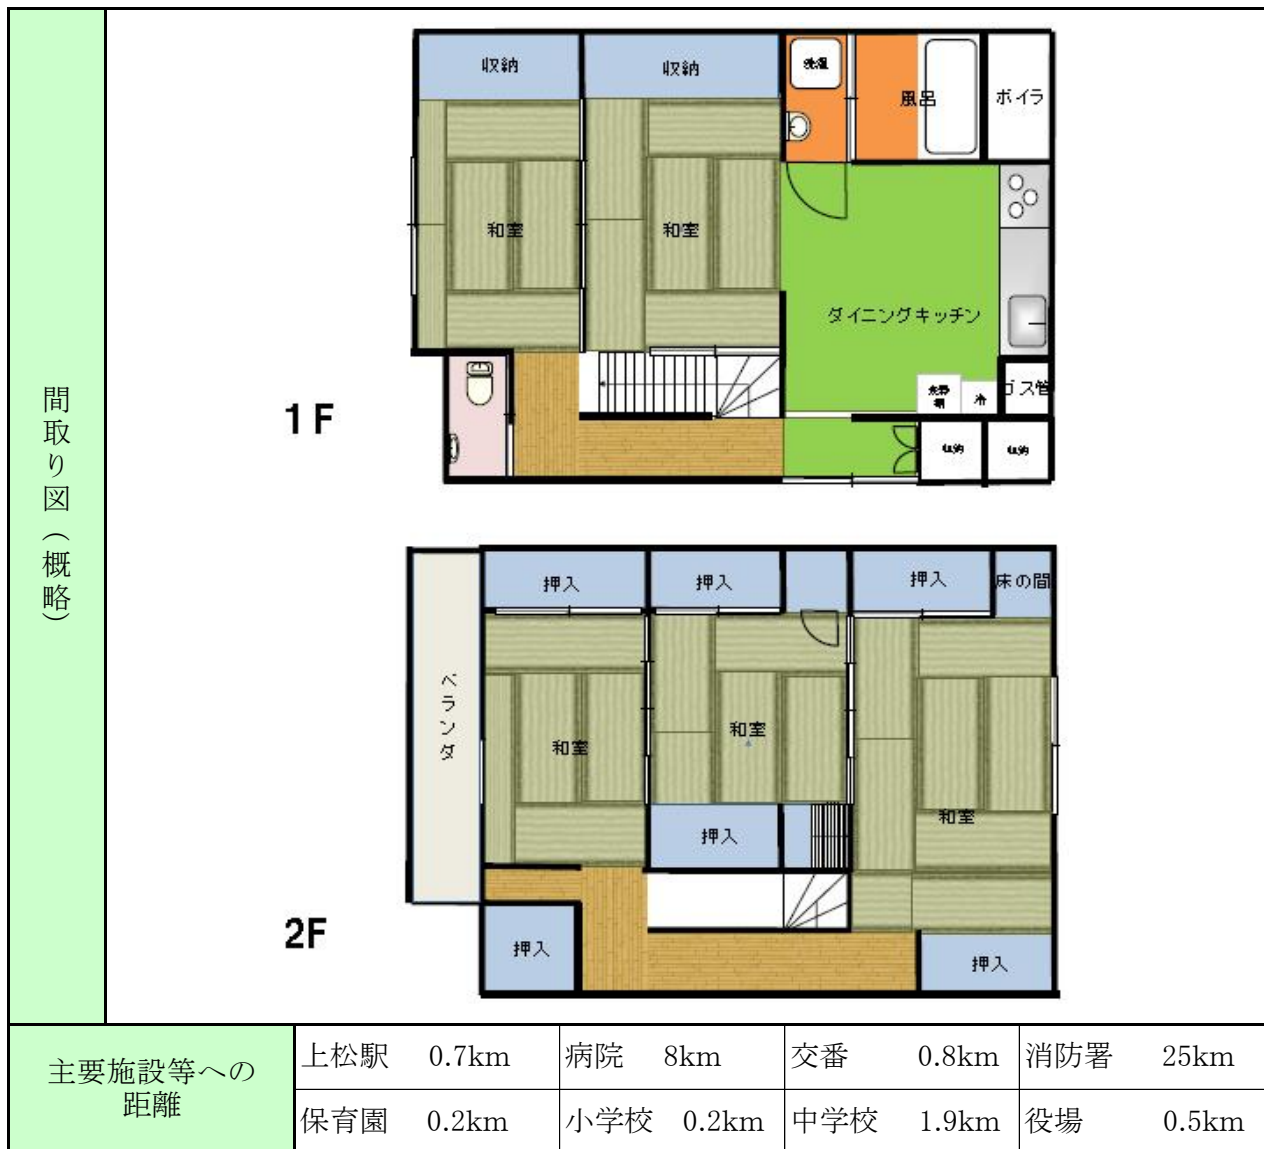 間取り図（概略）
収納
収納
洗濯
風呂
ボイラ
和室
和室
ダイニングキッチン
冷
ガス管
収納
収納
1F
押入
押入
押入
床の間
ベランダ
和室
和室
和室
押入
押入
押入
2F
主要施設等への
距離
上松駅 0.7km 病院 8km 交番 0.8km 消防署 25km
保育園 0.2km 小学校 0.2km 中学校 1.9km 役場 0.5km